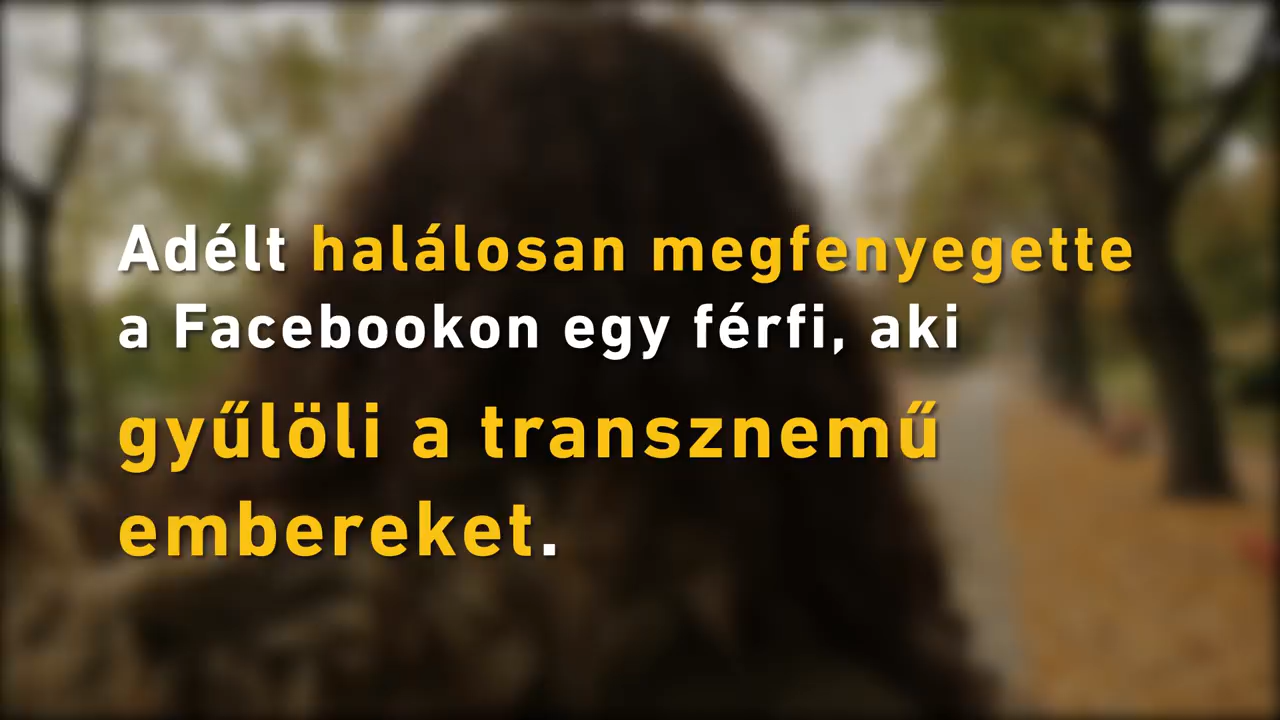 Adélt halálosan megfenyegette
a Facebookon egy férfi, aki
gyűlöli a transznemű
embereket.